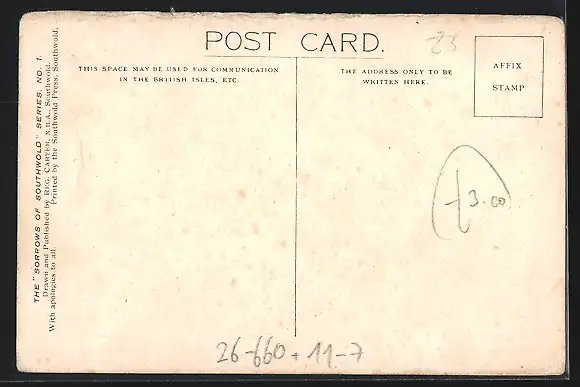 POST CARD.
THIS SPACE MAY BE USED FOR COMMUNICATION
IN THE BRITISH ISLES, ETC
THE ADDRESS ONLY TO BE
WRITTEN HERE.
AFFIX
STAMP
THE "SORROWS OF SOUTHWOLD" SERIES. NO. 1.
Drawn and Published by REG. CARTER, Southwold.
Printed by the Southwold Press, Southwold.
With apologies to all.
3.00
26-660+11-7